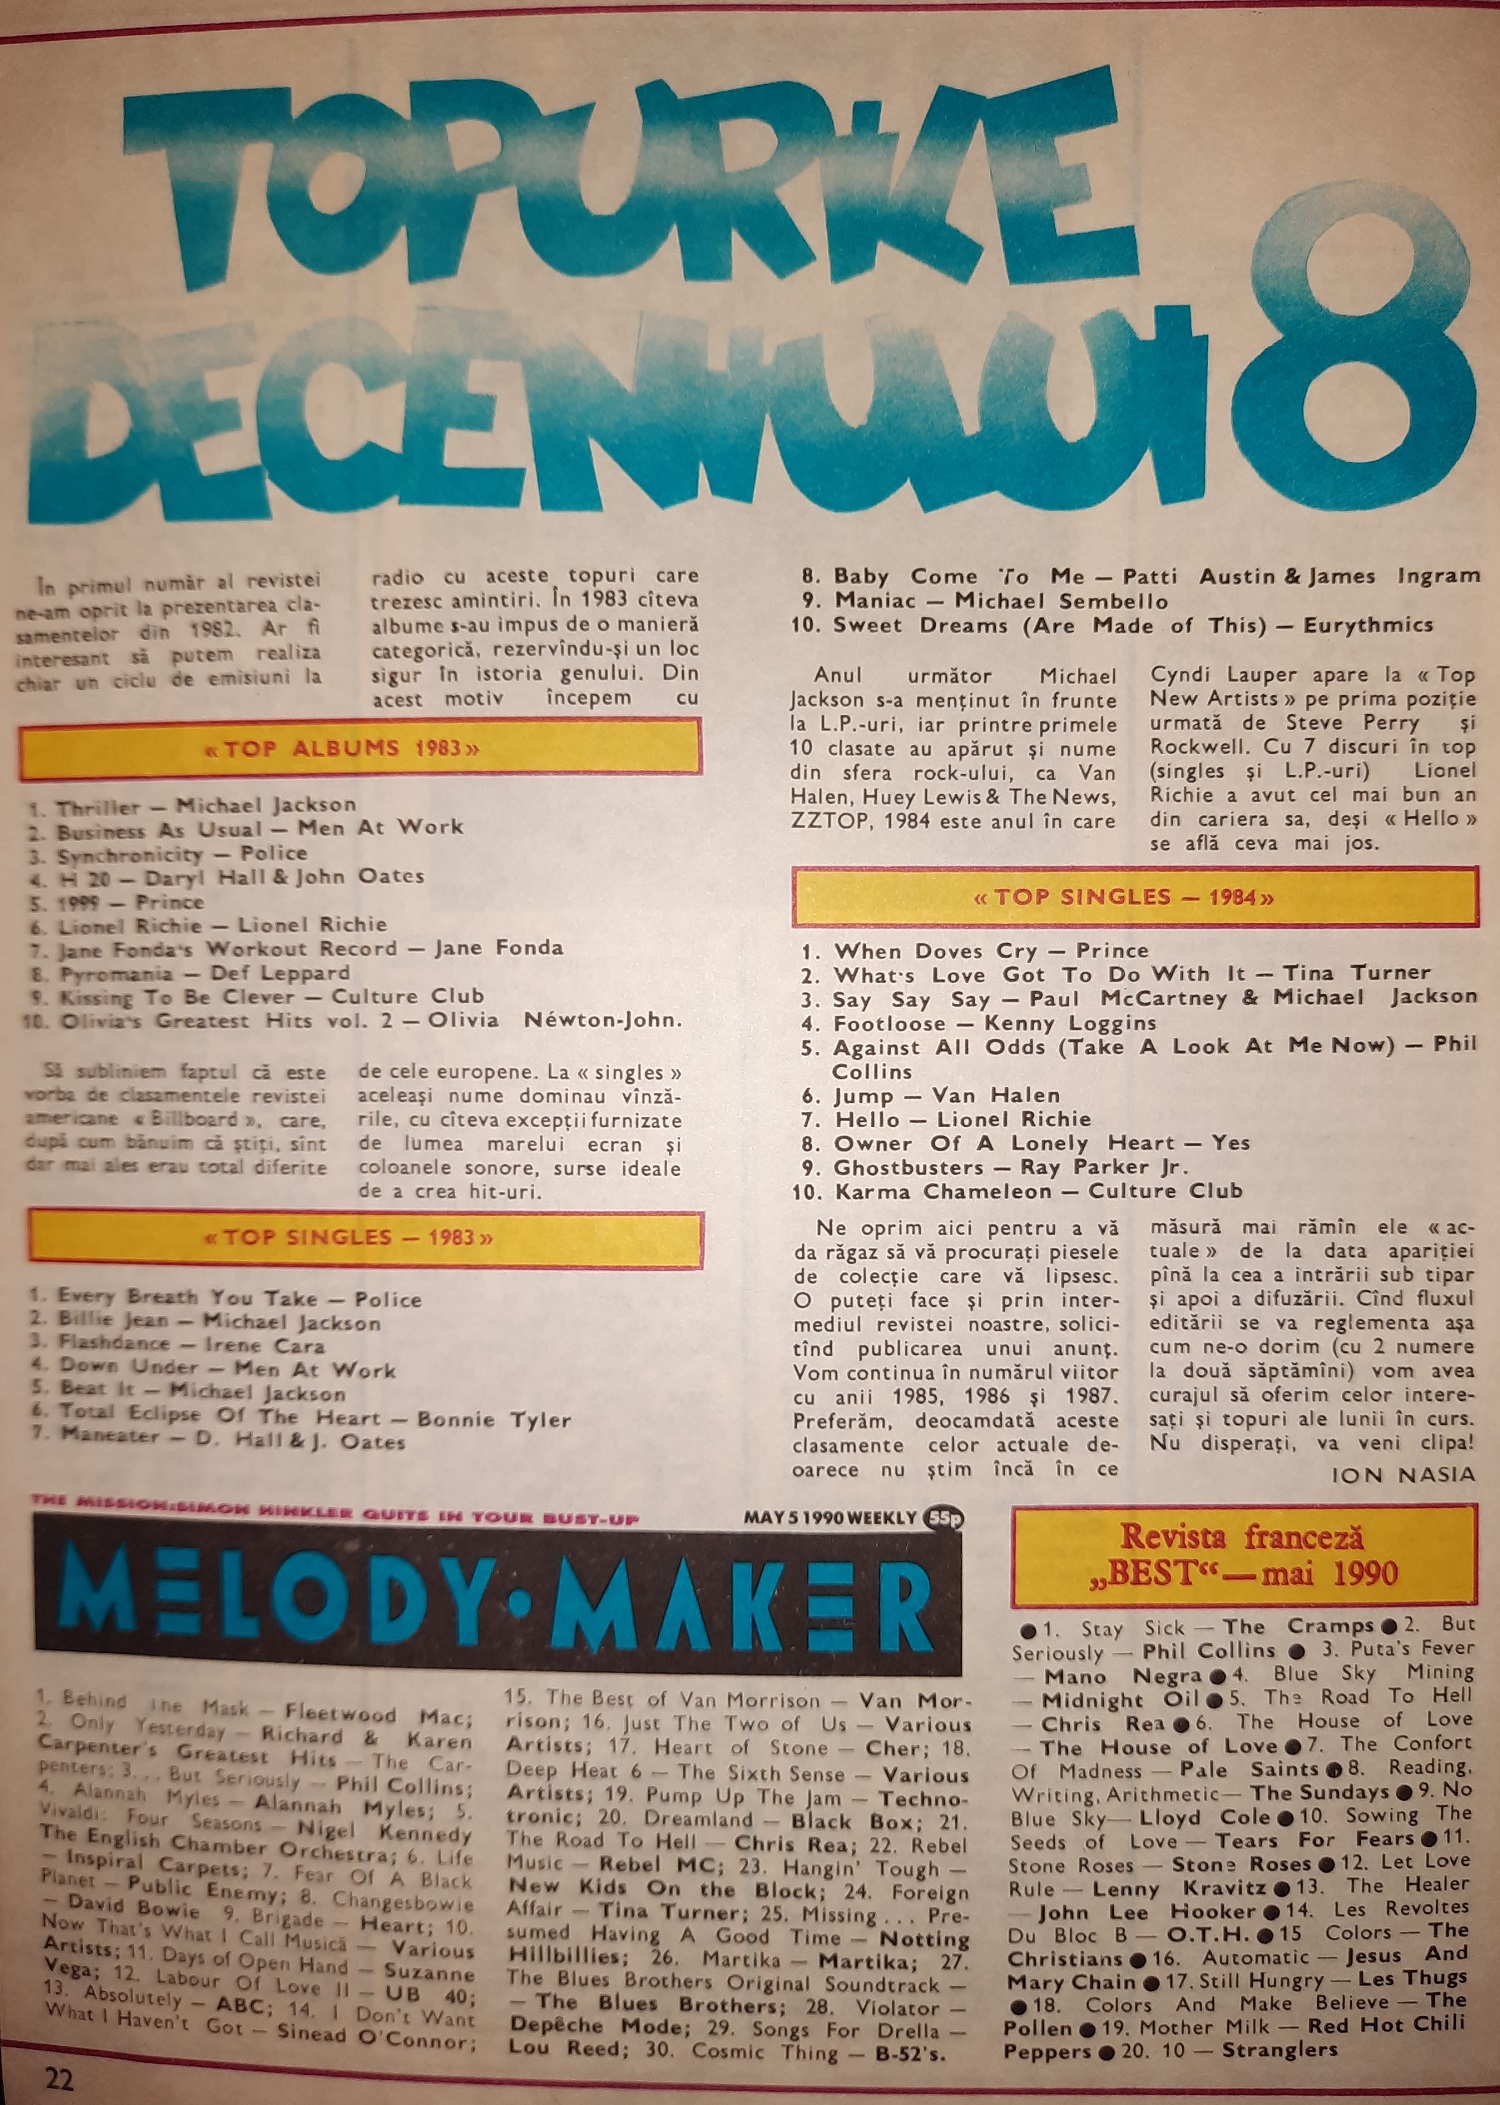 TOPURILE
DECENIULUI 8
În primul număr al revistei
ne-am oprit la prezentarea cla-
samentelor din 1982. Ar fi
interesant să putem realiza
chiar un ciclu de emisiuni la
radio cu aceste topuri care
trezesc amintiri. În 1983 cîteva
albume s-au impus de o manieră
categorică, rezervîndu-și un loc
sigur în istoria genului. Din
acest motiv începem cu
« TOP ALBUMS 1983 »
1. Thriller — Michael Jackson
2. Business As Usual — Men At Work
3. Synchronicity — Police
4. H 20 — Daryl Hall & John Oates
5. 1999 — Prince
6. Lionel Richie — Lionel Richie
7. Jane Fonda's Workout Record — Jane Fonda
8. Pyromania — Def Leppard
9. Kissing To Be Clever — Culture Club
10. Olivia's Greatest Hits vol. 2 — Olivia Néwton-John.
Să subliniem faptul că este
vorba de clasamentele revistei
americane « Billboard », care,
după cum bănuim că știți, sînt
dar mai ales erau total diferite
de cele europene. La « singles »
aceleași nume dominau vînză-
rile, cu cîteva excepții furnizate
de lumea marelui ecran și
coloanele sonore, surse ideale
de a crea hit-uri.
« TOP SINGLES — 1983 »
1. Every Breath You Take — Police
2. Billie Jean — Michael Jackson
3. Flashdance — Irene Cara
4. Down Under — Men At Work
5. Beat It — Michael Jackson
6. Total Eclipse Of The Heart — Bonnie Tyler
7. Maneater — D. Hall & J. Oates
8. Baby Come To Me — Patti Austin & James Ingram
9. Maniac — Michael Sembello
10. Sweet Dreams (Are Made of This) — Eurythmics
Anul următor Michael
Jackson s-a menținut în frunte
la L.P.-uri, iar printre primele
10 clasate au apărut și nume
din sfera rock-ului, ca Van
Halen, Huey Lewis & The News,
ZZTOP, 1984 este anul în care
Cyndi Lauper apare la « Top
New Artists » pe prima poziție
urmată de Steve Perry și
Rockwell. Cu 7 discuri în top
(singles și L.P.-uri) Lionel
Richie a avut cel mai bun an
din cariera sa, deși « Hello »
se află ceva mai jos.
« TOP SINGLES — 1984 »
1. When Doves Cry — Prince
2. What's Love Got To Do With It — Tina Turner
3. Say Say Say — Paul McCartney & Michael Jackson
4. Footloose — Kenny Loggins
5. Against All Odds (Take A Look At Me Now) — Phil
Collins
6. Jump — Van Halen
7. Hello — Lionel Richie
8. Owner Of A Lonely Heart — Yes
9. Ghostbusters — Ray Parker Jr.
10. Karma Chameleon — Culture Club
Ne oprim aici pentru a vă
da răgaz să vă procurați piesele
de colecție care vă lipsesc.
O puteți face și prin inter-
mediul revistei noastre, solici-
tînd publicarea unui anunț.
Vom continua în numărul viitor
cu anii 1985, 1986 și 1987.
Preferăm, deocamdată aceste
clasamente celor actuale de-
oarece nu știm încă în ce
măsură mai rămîn ele « ac-
tuale » de la data apariției
pînă la cea a intrării sub tipar
și apoi a difuzării. Cînd fluxul
editării se va reglementa așa
cum ne-o dorim (cu 2 numere
la două săptămîni) vom avea
curajul să oferim celor intere-
sați și topuri ale lunii în curs.
Nu disperați, va veni clipa!
ION NASIA
THE MISSION: SIMON HINKLER QUITS IN TOUR BUST-UP
MAY 5 1990 WEEKLY 55p
MELODY·MAKER
1. Behind The Mask — Fleetwood Mac;
2. Only Yesterday — Richard & Karen
Carpenter's Greatest Hits — The Car-
penters; 3. . . But Seriously — Phil Collins;
4. Alannah Myles — Alannah Myles; 5.
Vivaldi: Four Seasons — Nigel Kennedy
The English Chamber Orchestra; 6. Life
— Inspiral Carpets; 7. Fear Of A Black
Planet — Public Enemy; 8. Changesbowie
— David Bowie 9. Brigade — Heart; 10.
Now That's What I Call Musică — Various
Artists; 11. Days of Open Hand — Suzanne
Vega; 12. Labour Of Love II — UB 40;
13. Absolutely — ABC; 14. I Don't Want
What I Haven't Got — Sinead O'Connor;
15. The Best of Van Morrison — Van Mor-
rison; 16. Just The Two of Us — Various
Artists; 17. Heart of Stone — Cher; 18.
Deep Heat 6 — The Sixth Sense — Various
Artists; 19. Pump Up The Jam — Techno-
tronic; 20. Dreamland — Black Box; 21.
The Road To Hell — Chris Rea; 22. Rebel
Music — Rebel MC; 23. Hangin' Tough —
New Kids On the Block; 24. Foreign
Affair — Tina Turner; 25. Missing . . . Pre-
sumed Having A Good Time — Notting
Hillbillies; 26. Martika — Martika; 27.
The Blues Brothers Original Soundtrack —
— The Blues Brothers; 28. Violator —
Depêche Mode; 29. Songs For Drella —
Lou Reed; 30. Cosmic Thing — B-52's.
Revista franceză
„BEST“ — mai 1990
● 1. Stay Sick — The Cramps ● 2. But
Seriously — Phil Collins ● 3. Puta's Fever
— Mano Negra ● 4. Blue Sky Mining
— Midnight Oil ● 5. The Road To Hell
— Chris Rea ● 6. The House of Love
— The House of Love ● 7. The Confort
Of Madness — Pale Saints ● 8. Reading,
Writing, Arithmetic — The Sundays ● 9. No
Blue Sky — Lloyd Cole ● 10. Sowing The
Seeds of Love — Tears For Fears ● 11.
Stone Roses — Stone Roses ● 12. Let Love
Rule — Lenny Kravitz ● 13. The Healer
— John Lee Hooker ● 14. Les Revoltes
Du Bloc B — O.T.H. ● 15 Colors — The
Christians ● 16. Automatic — Jesus And
Mary Chain ● 17. Still Hungry — Les Thugs
● 18. Colors And Make Believe — The
Pollen ● 19. Mother Milk — Red Hot Chili
Peppers ● 20. 10 — Stranglers
22